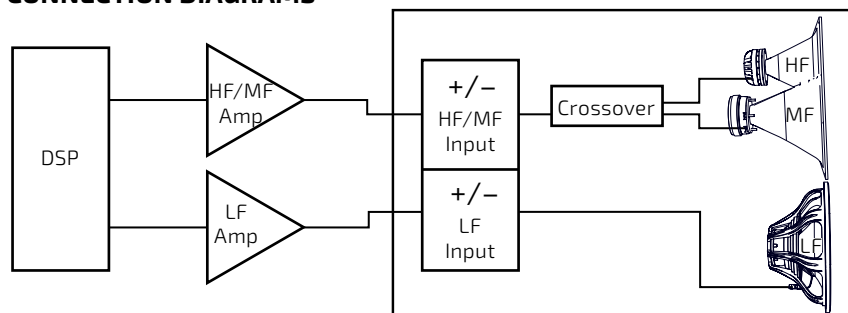 CONNECTION DIAGRAMS
DSP
HF/MF
Amp
LF
Amp
+/−
HF/MF
Input
+/−
LF
Input
Crossover
HF
MF
LF